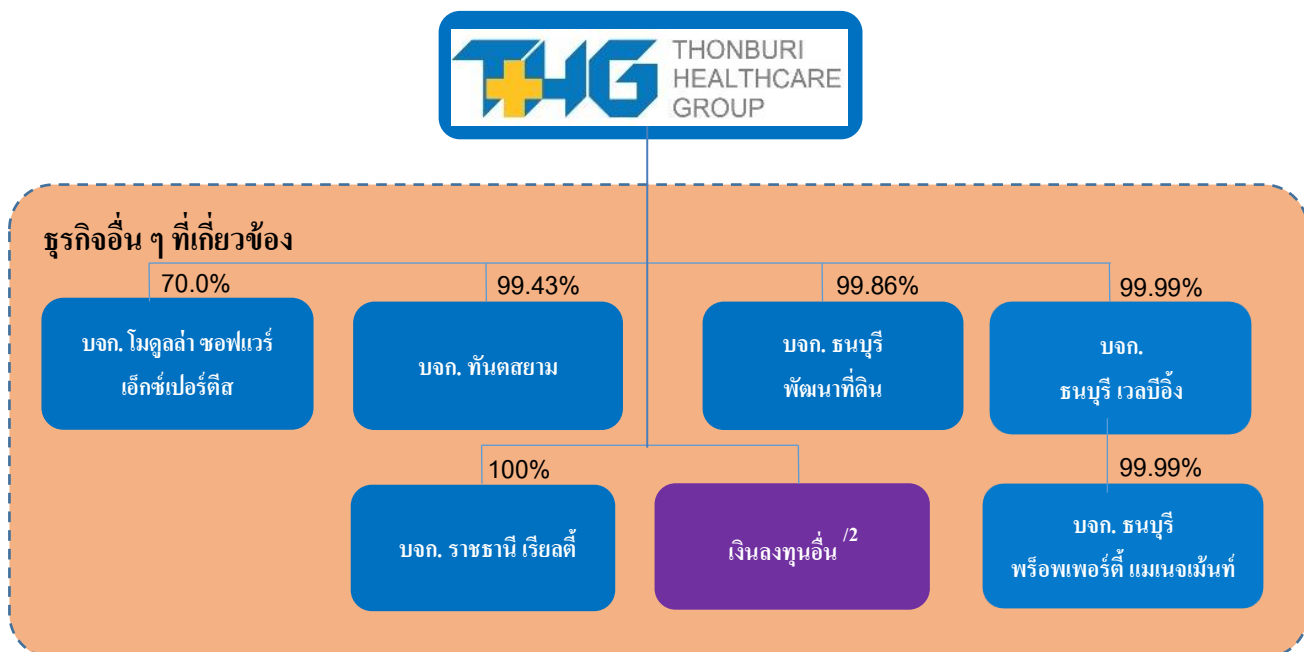 THG THONBURI
HEALTHCARE
GROUP
ธุรกิจอื่น ๆ ที่เกี่ยวข้อง
70.0%
99.43%
99.86%
99.99%
บจก. โมดูลล่า ซอฟแวร์
เอ็กซ์เปอร์ตีส
บจก. ทันตสยาม
บจก. ธนบุรี
พัฒนาที่ดิน
บจก.
ธนบุรี เวลบีอิ้ง
100%
99.99%
บจก. ราชธานี เรียลตี้
เงินลงทุนอื่น /2
บจก. ธนบุรี
พร็อพเพอร์ตี้ แมเนจเม้นท์